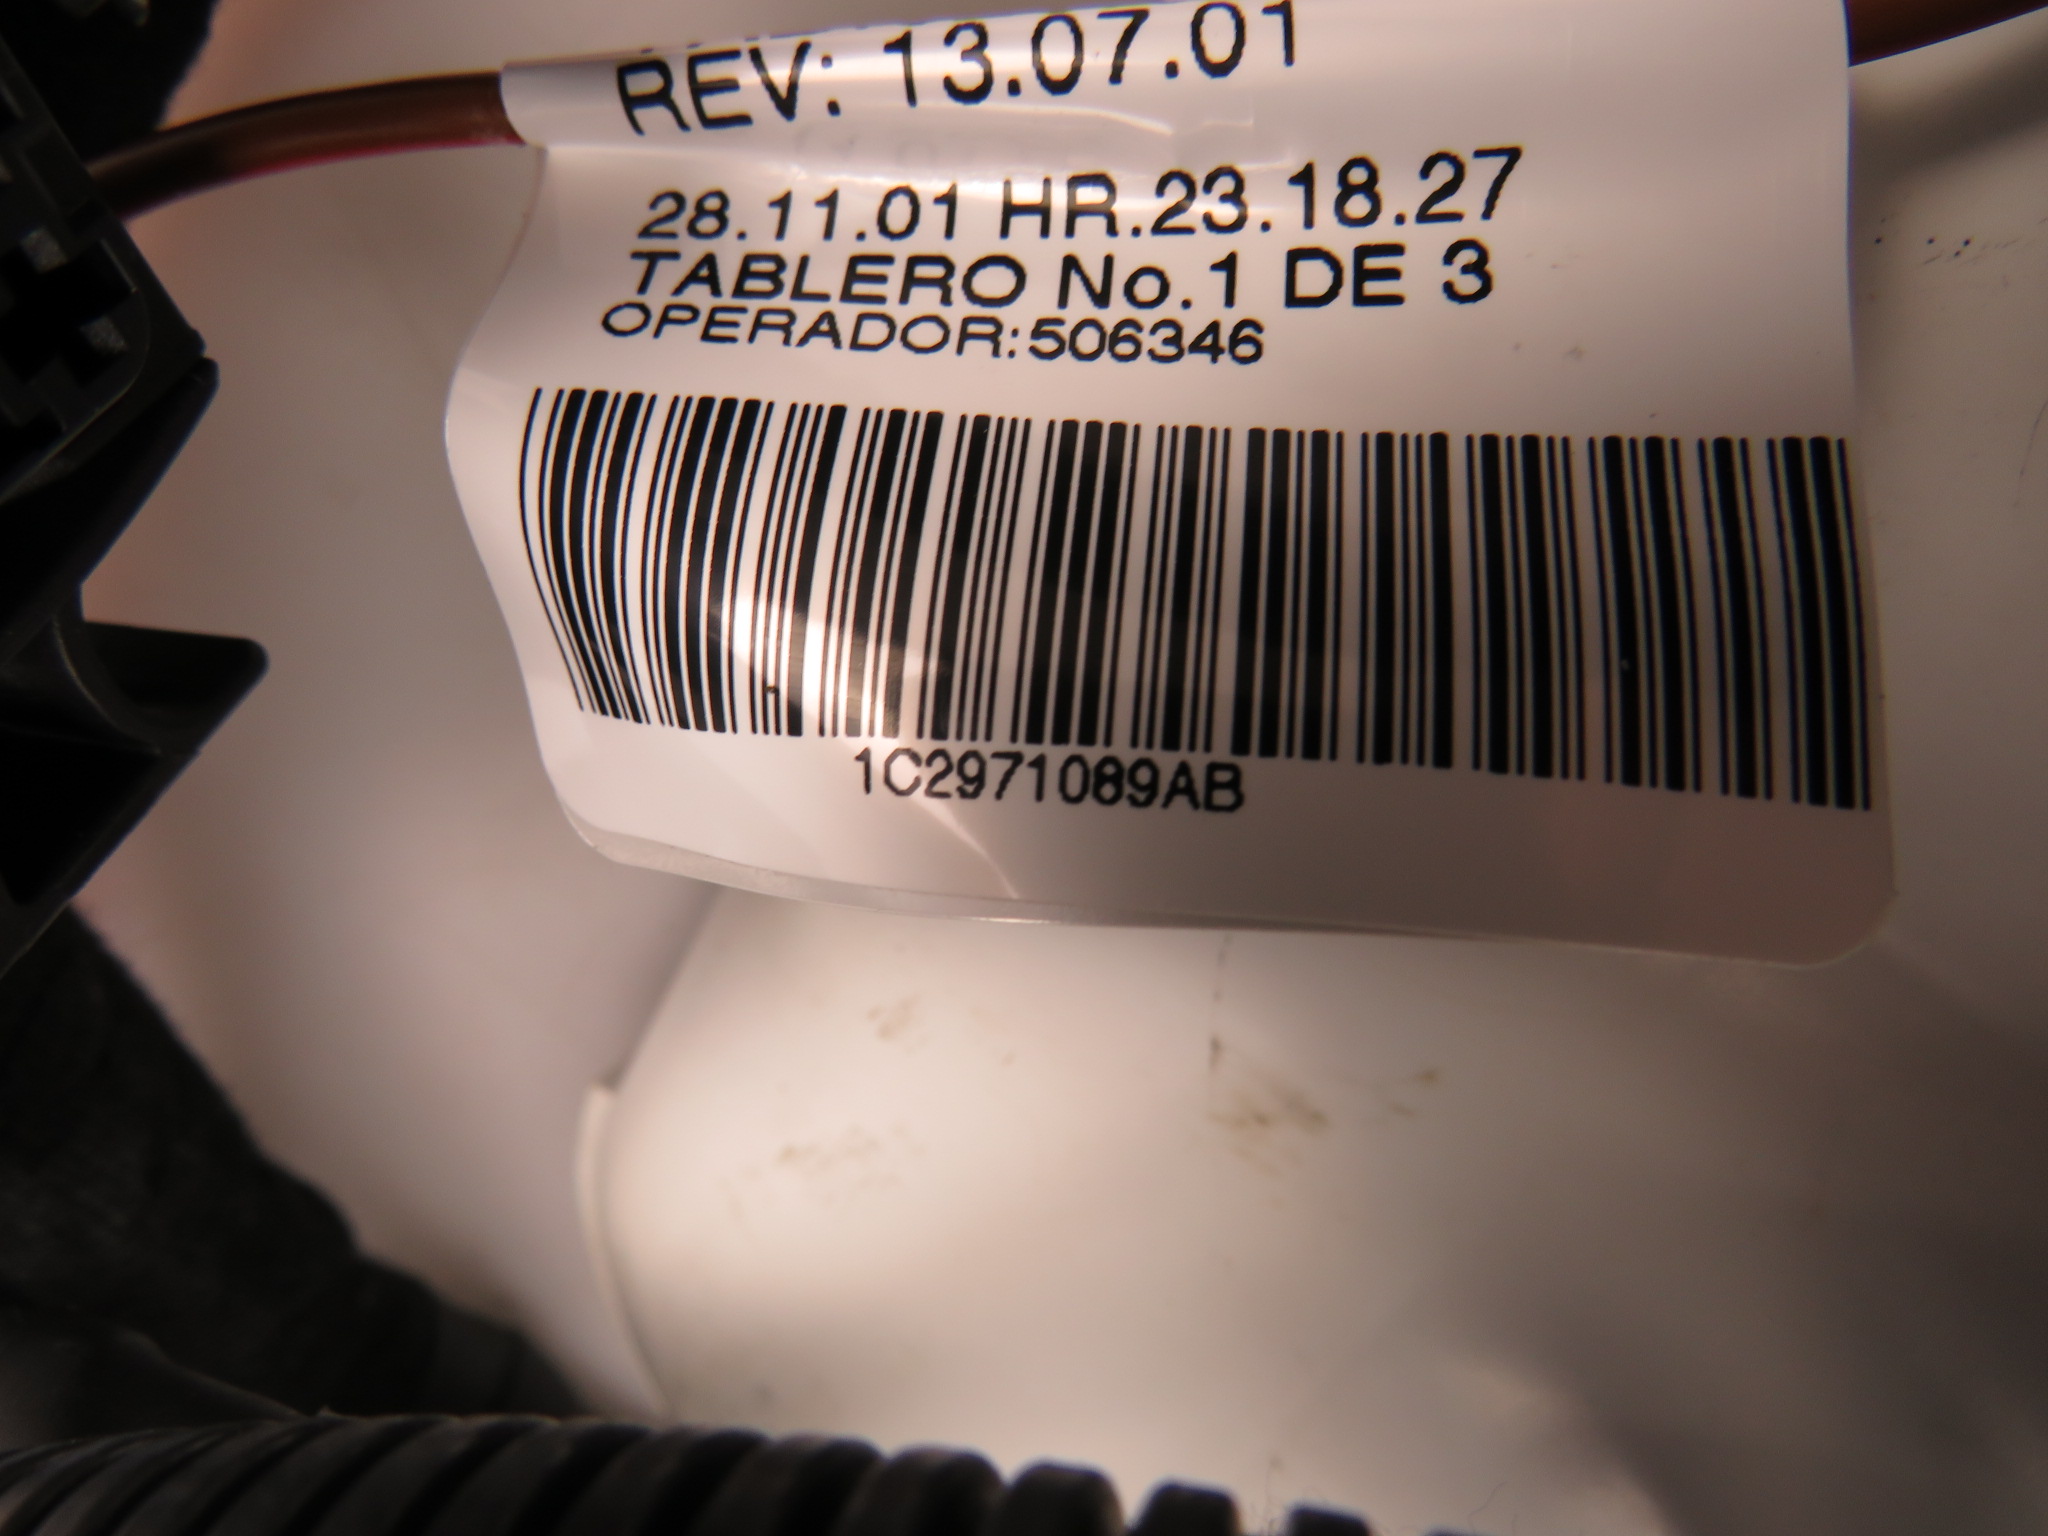 REV: 13.07.01
28.11.01 HR.23.18.27
TABLERO No.1 DE 3
OPERADOR:506346
1C2971089AB